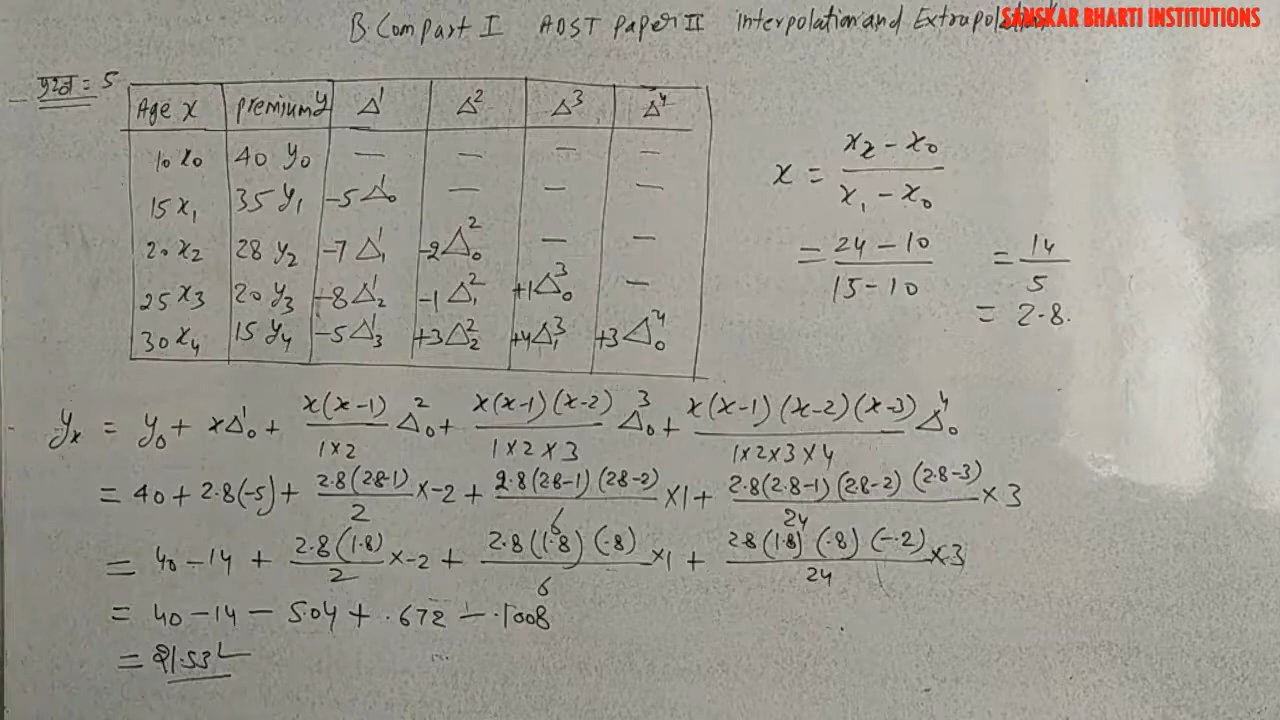 B.Com part I ADST paper II Interpolation and Extrapolation
SANSKAR BHARTI INSTITUTIONS
प्रश्न = 5
Age x premium y Δ¹ Δ² Δ³ Δ⁴
10 x₀ 40 y₀ — — — —
15 x₁ 35 y₁ -5 Δ¹₀ — — —
20 x₂ 28 y₂ -7 Δ¹₁ -2 Δ²₀ — —
25 x₃ 20 y₃ -8 Δ¹₂ -1 Δ²₁ +1 Δ³₀ —
30 x₄ 15 y₄ -5 Δ¹₃ +3 Δ²₂ +4 Δ³₁ +3 Δ⁴₀
x = (x₂ - x₀)/(x₁ - x₀)
= (24 - 10)/(15 - 10) = 14/5
= 2.8.
yₓ = y₀ + xΔ¹₀ + x(x-1)/(1×2) Δ²₀ + x(x-1)(x-2)/(1×2×3) Δ³₀ + x(x-1)(x-2)(x-3)/(1×2×3×4) Δ⁴₀
= 40 + 2.8(-5) + 2.8(2.8-1)/2 × -2 + 2.8(2.8-1)(2.8-2)/6 × 1 + 2.8(2.8-1)(2.8-2)(2.8-3)/24 × 3
= 40 - 14 + 2.8(1.8)/2 × -2 + 2.8(1.8)(.8)/6 × 1 + 2.8(1.8)(.8)(-.2)/24 × 3
= 40 - 14 - 5.04 + .672 - .1008
= 21.53